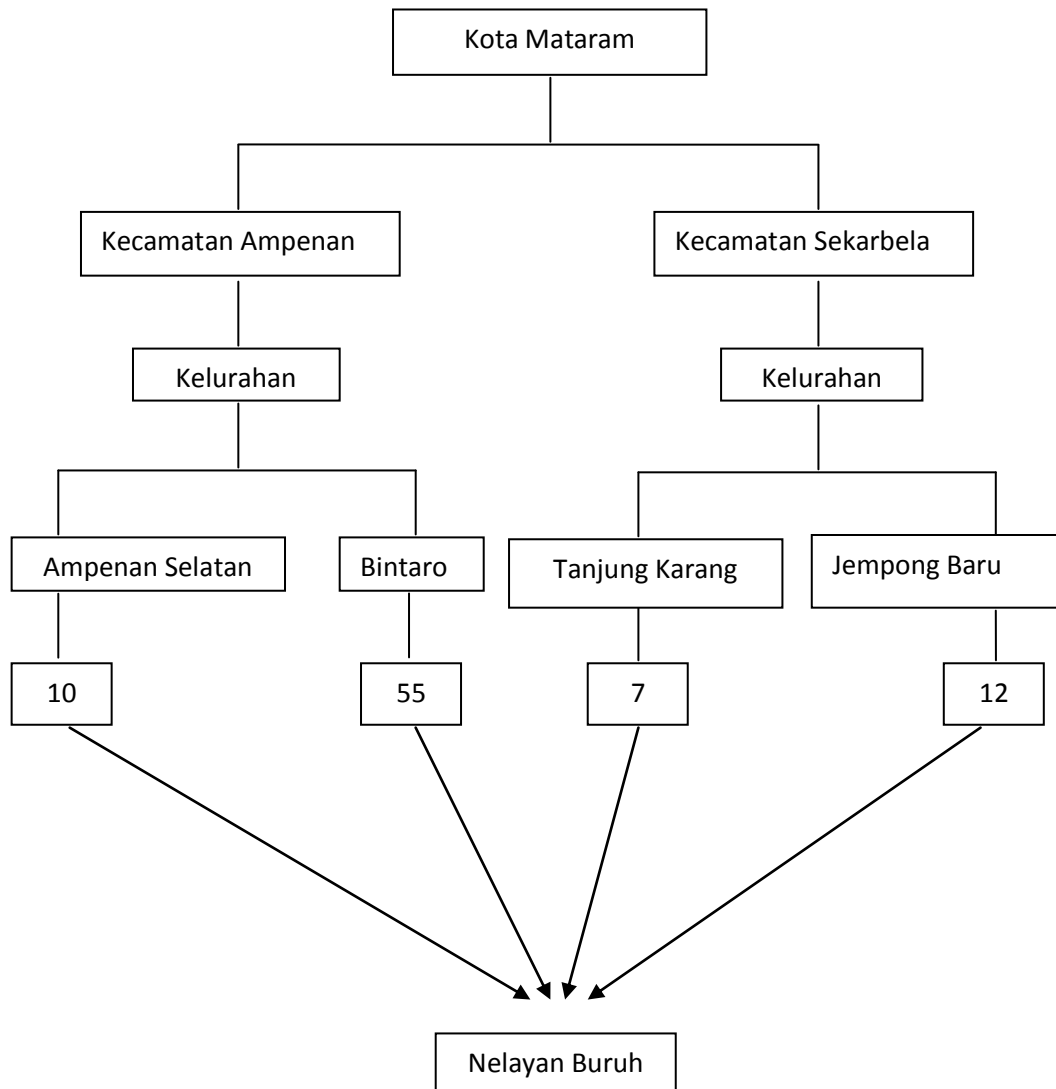 Kota Mataram
Kecamatan Ampenan
Kecamatan Sekarbela
Kelurahan
Kelurahan
Ampenan Selatan
Bintaro
Tanjung Karang
Jempong Baru
10
55
7
12
Nelayan Buruh